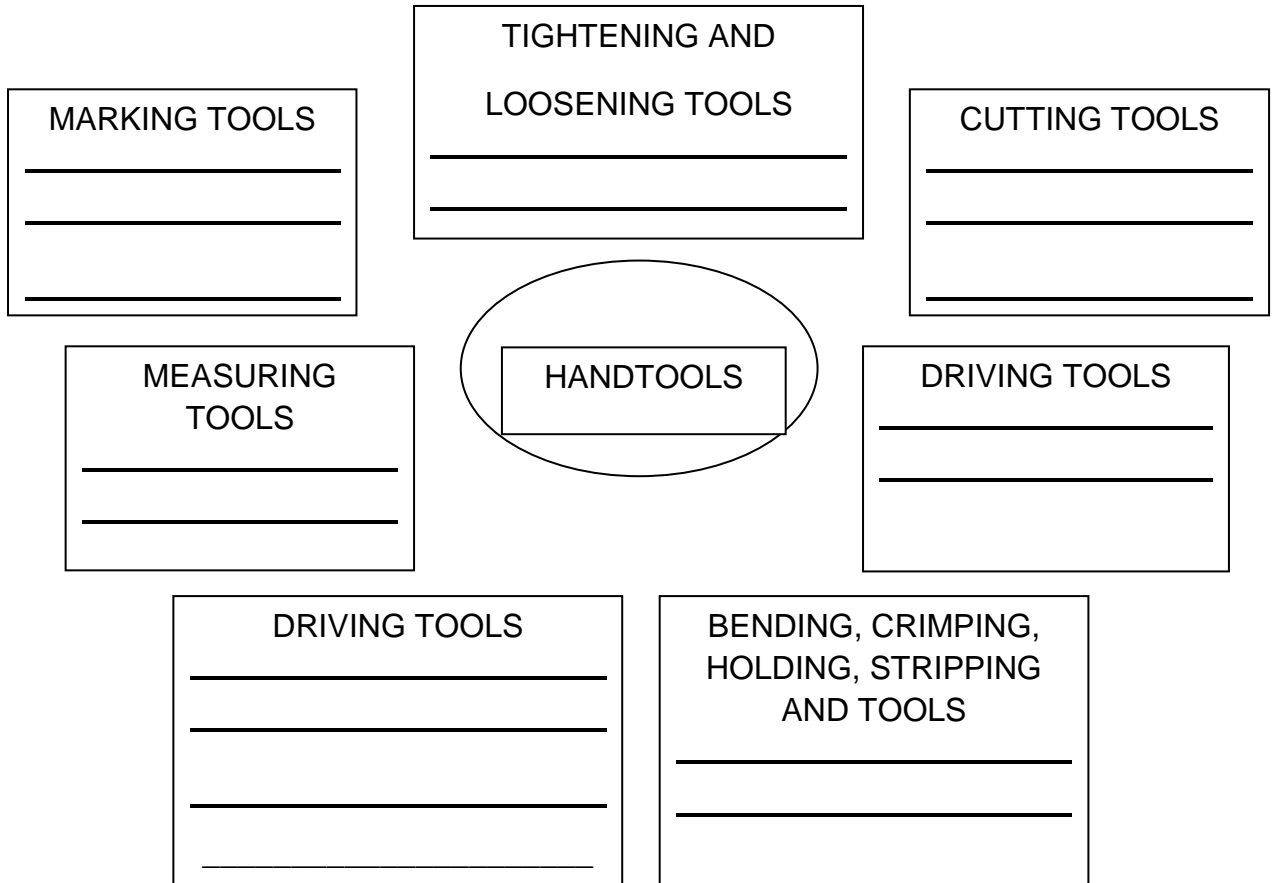 TIGHTENING AND
LOOSENING TOOLS
MARKING TOOLS
CUTTING TOOLS
MEASURING
TOOLS
HANDTOOLS
DRIVING TOOLS
DRIVING TOOLS
BENDING, CRIMPING,
HOLDING, STRIPPING
AND TOOLS